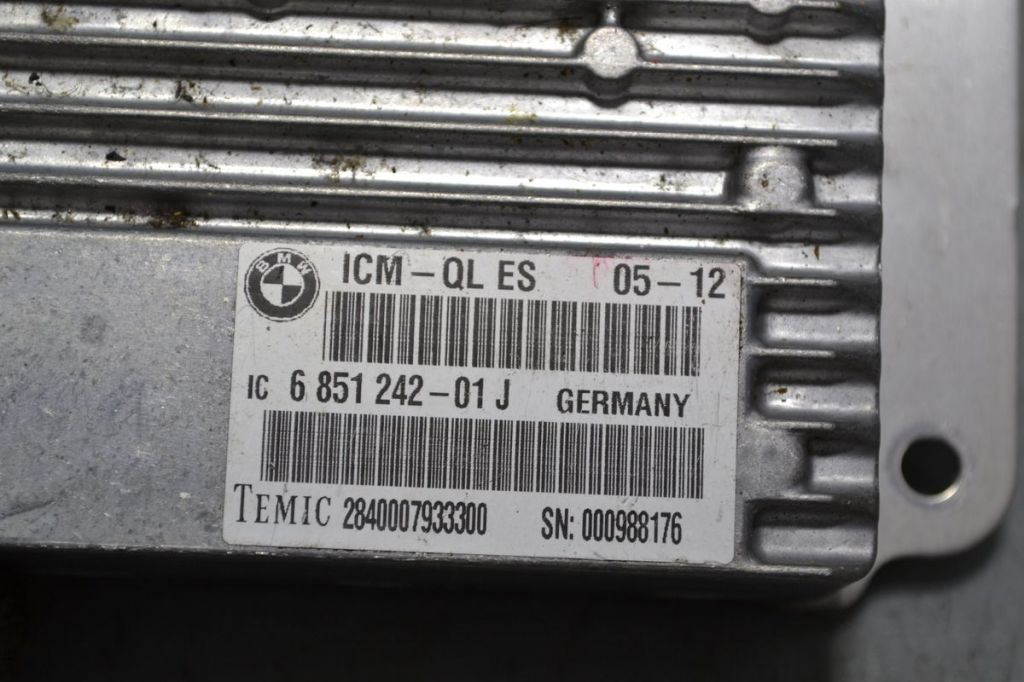 BMW ICM-QL ES 05-12
IC 6 851 242-01 J GERMANY
TEMIC 2840007933300 SN: 000988176